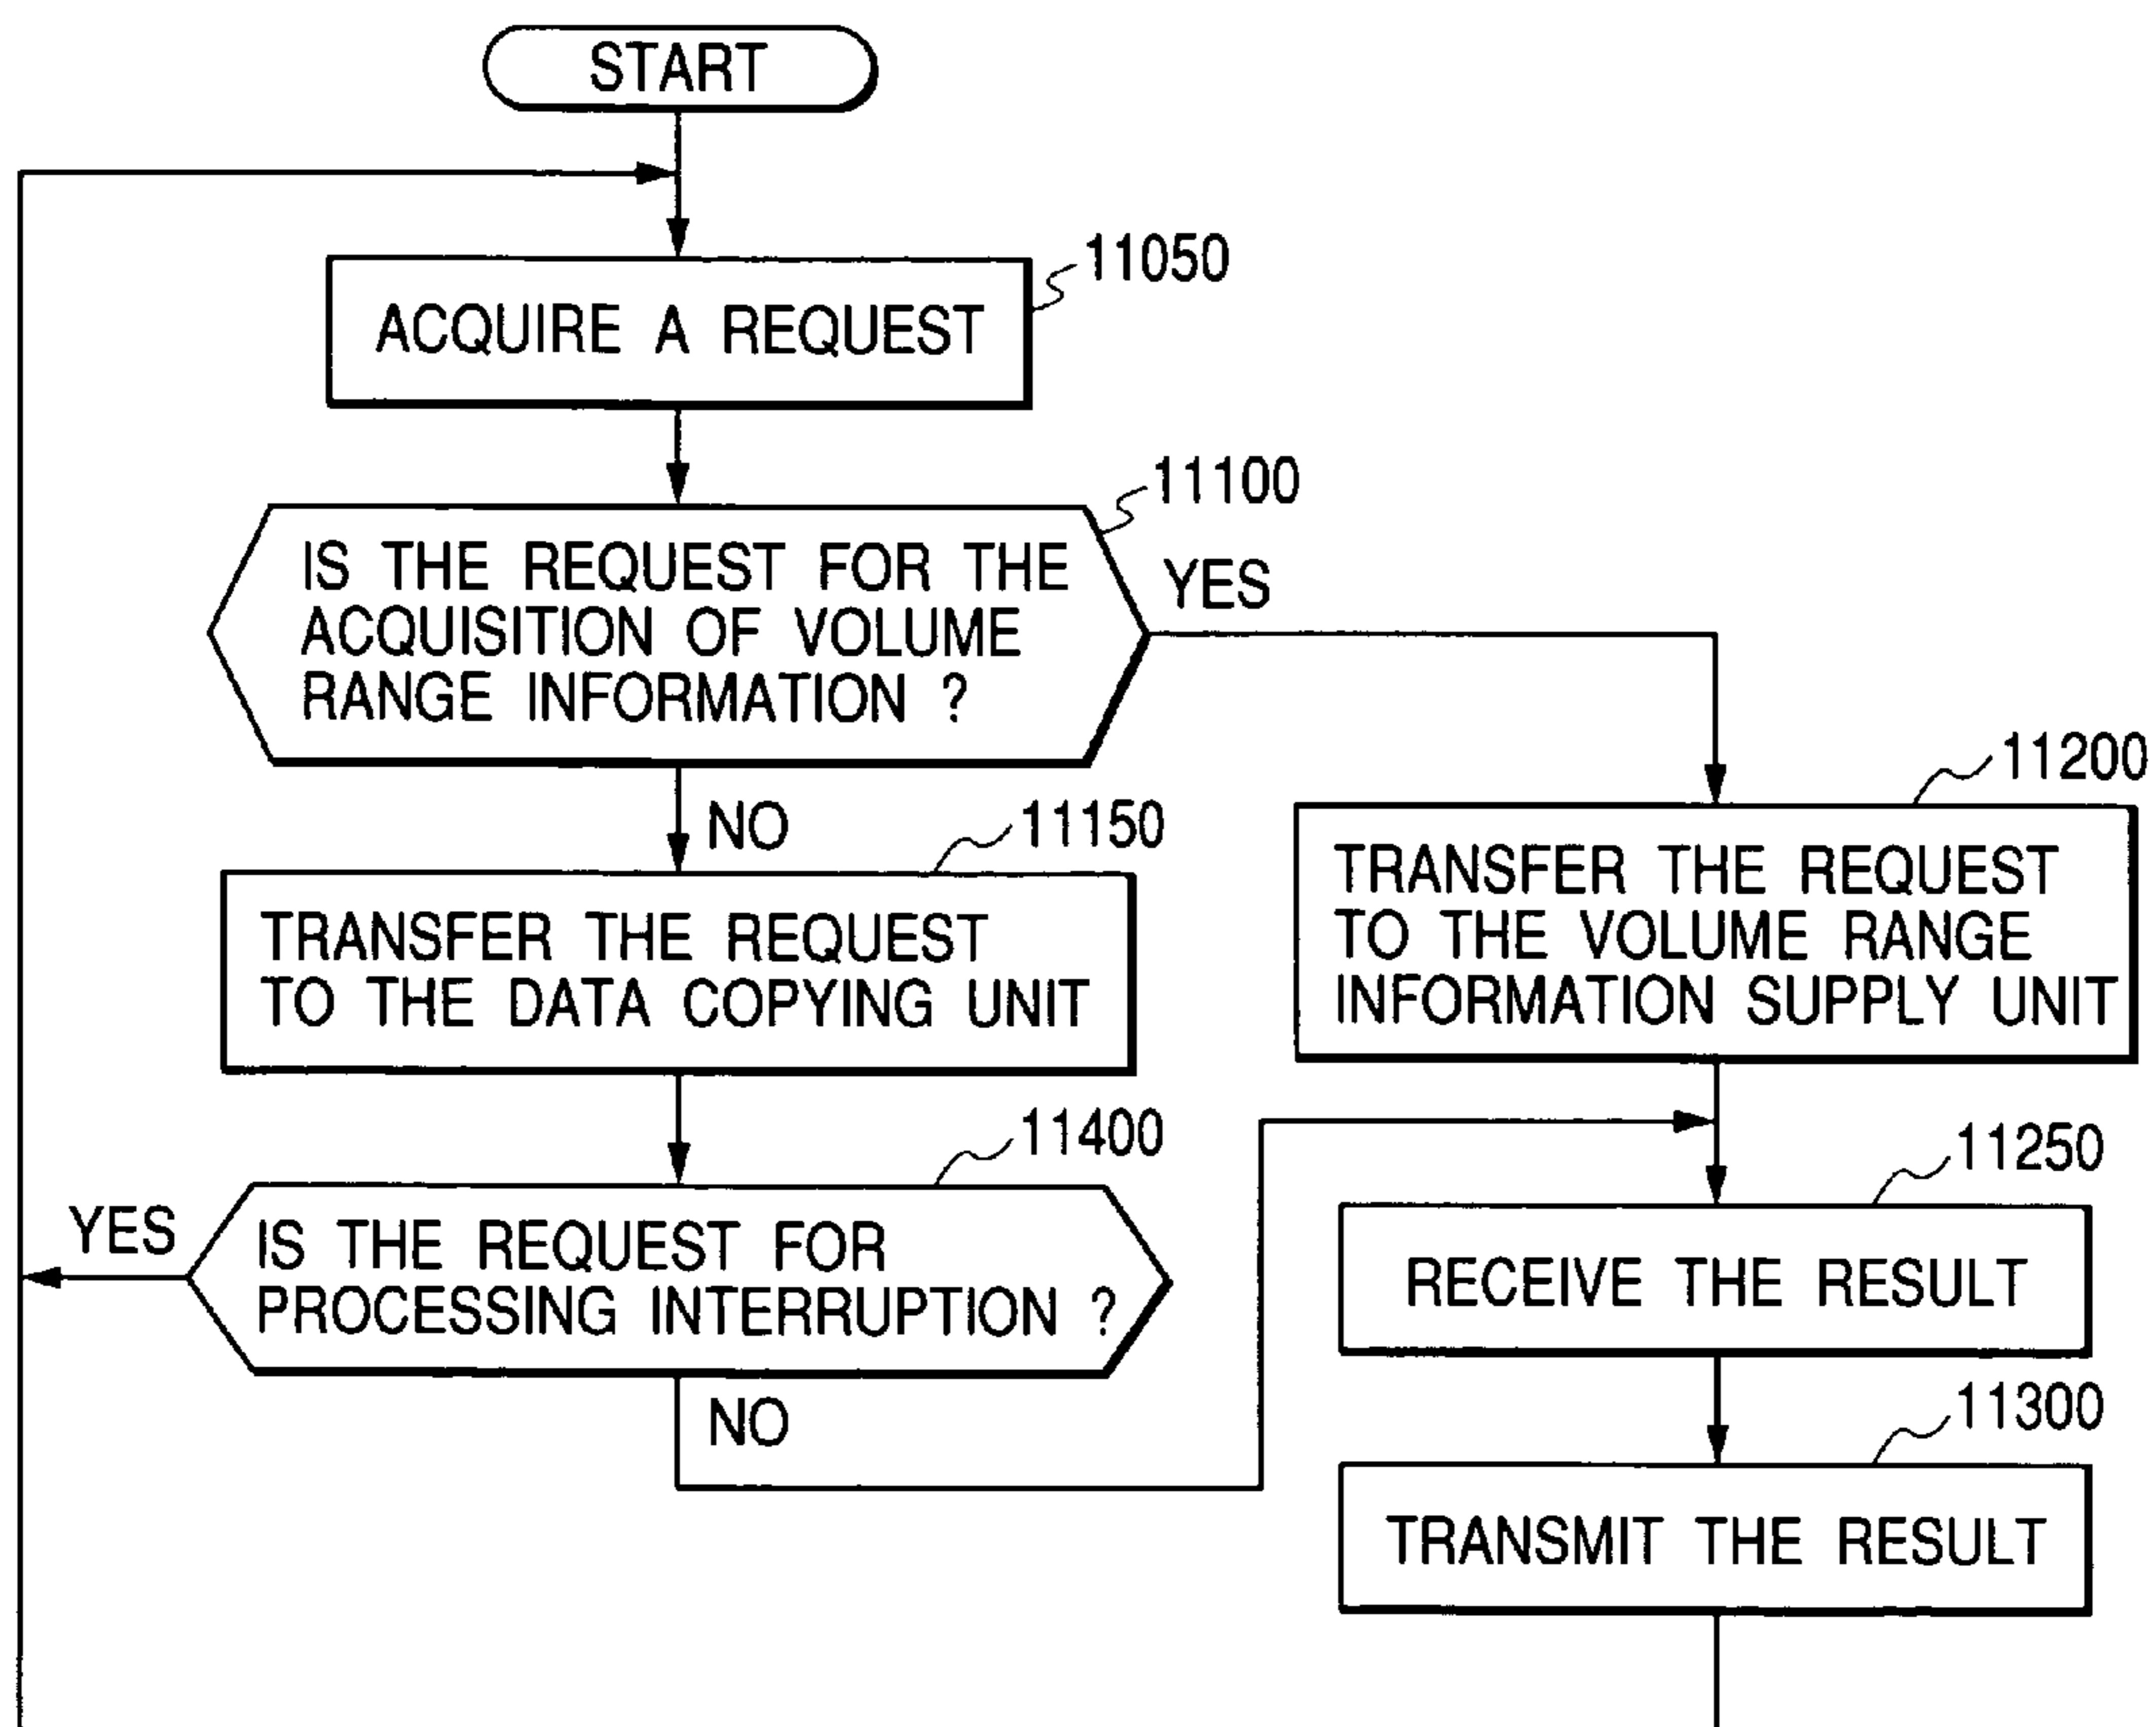 START
11050
ACQUIRE A REQUEST
11100
IS THE REQUEST FOR THE
ACQUISITION OF VOLUME
RANGE INFORMATION ?
YES
NO
11150
TRANSFER THE REQUEST
TO THE DATA COPYING UNIT
11200
TRANSFER THE REQUEST
TO THE VOLUME RANGE
INFORMATION SUPPLY UNIT
11400
YES
IS THE REQUEST FOR
PROCESSING INTERRUPTION ?
NO
11250
RECEIVE THE RESULT
11300
TRANSMIT THE RESULT